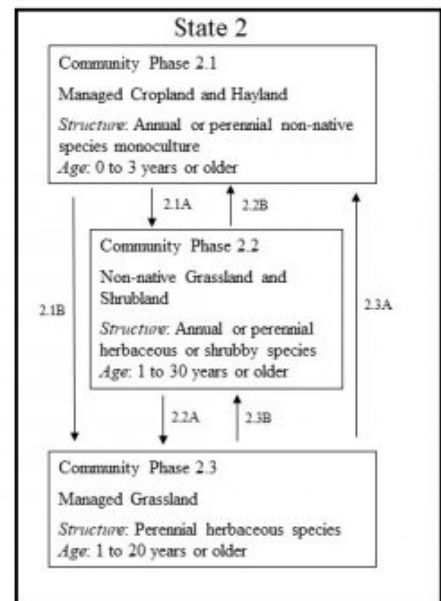 State 2
Community Phase 2.1
Managed Cropland and Hayland
Structure: Annual or perennial non-native
species monoculture
Age: 0 to 3 years or older
2.1A
2.2B
Community Phase 2.2
Non-native Grassland and
Shrubland
Structure: Annual or perennial
herbaceous or shrubby species
Age: 1 to 30 years or older
2.1B
2.3A
2.2A
2.3B
Community Phase 2.3
Managed Grassland
Structure: Perennial herbaceous species
Age: 1 to 20 years or older